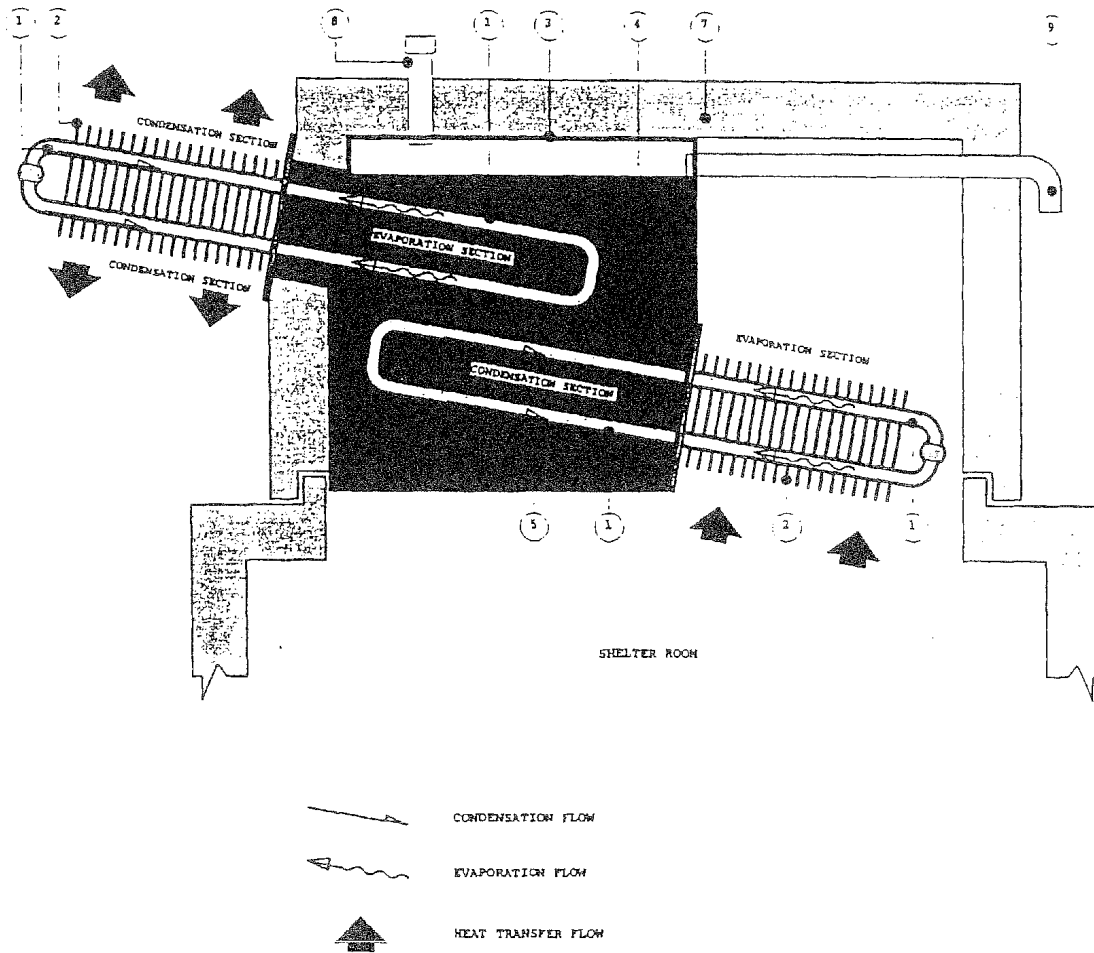 1 2 8 1 3 4 7 9
CONDENSATION SECTION
EVAPORATION SECTION
CONDENSATION SECTION
EVAPORATION SECTION
CONDENSATION SECTION
5 1 2 1
SHELTER ROOM
CONDENSATION FLOW
EVAPORATION FLOW
HEAT TRANSFER FLOW